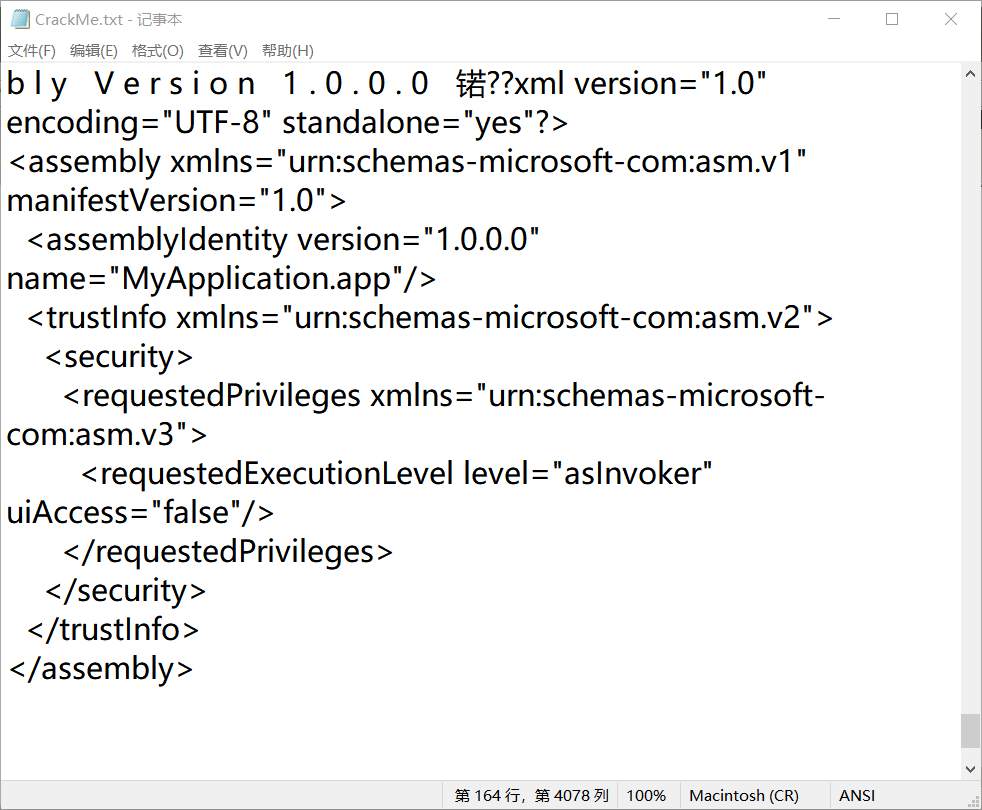 CrackMe.txt - 记事本
文件(F) 编辑(E) 格式(O) 查看(V) 帮助(H)
b l y   V e r s i o n   1 . 0 . 0 . 0   锘??xml version="1.0"
encoding="UTF-8" standalone="yes"?>
<assembly xmlns="urn:schemas-microsoft-com:asm.v1"
manifestVersion="1.0">
  <assemblyIdentity version="1.0.0.0"
name="MyApplication.app"/>
  <trustInfo xmlns="urn:schemas-microsoft-com:asm.v2">
    <security>
      <requestedPrivileges xmlns="urn:schemas-microsoft-
com:asm.v3">
        <requestedExecutionLevel level="asInvoker"
uiAccess="false"/>
      </requestedPrivileges>
    </security>
  </trustInfo>
</assembly>
第 164 行，第 4078 列 100% Macintosh (CR) ANSI